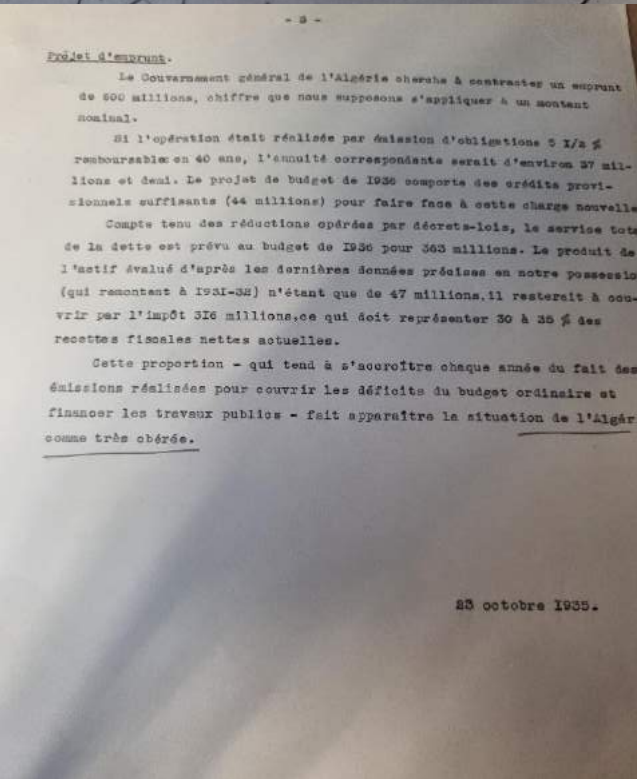 - 3 -
Projet d'emprunt.
Le Gouvernement général de l'Algérie cherche à contracter un emprunt
de 600 millions, chiffre que nous supposons s'appliquer à un montant
nominal.
Si l'opération était réalisée par émission d'obligations 5 I/2 %
remboursables en 40 ans, l'annuité correspondante serait d'environ 37 mil-
lions et demi. Le projet de budget de I936 comporte des crédits provi-
sionnels suffisants (44 millions) pour faire face à cette charge nouvelle
Compte tenu des réductions opérées par décrets-lois, le service tota
de la dette est prévu au budget de I936 pour 363 millions. Le produit de
l'actif évalué d'après les dernières données précises en notre possessio
(qui remontent à I93I-32) n'étant que de 47 millions,il resterait à cou-
vrir par l'impôt 3I6 millions,ce qui doit représenter 30 à 35 % des
recettes fiscales nettes actuelles.
Cette proportion - qui tend à s'accroître chaque année du fait des
émissions réalisées pour couvrir les déficits du budget ordinaire et
financer les travaux publics - fait apparaître la situation de l'Algér
comme très obérée.
23 octobre I935.